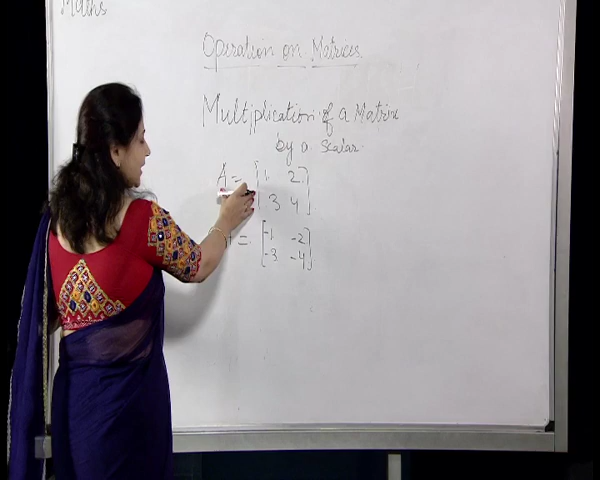 Maths
Operation on Matrices
Multiplication of a Matrix
by a Scalar
A = [1 2
3 4]
= [-1 -2
-3 -4]